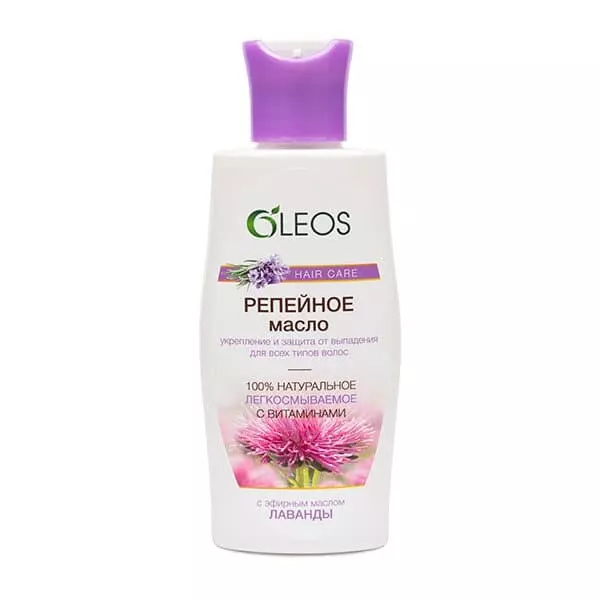 OLEOS
HAIR CARE
РЕПЕЙНОЕ
масло
укрепление и защита от выпадения
для всех типов волос
100% НАТУРАЛЬНОЕ
ЛЕГКОСМЫВАЕМОЕ
С ВИТАМИНАМИ
с эфирным маслом
ЛАВАНДЫ